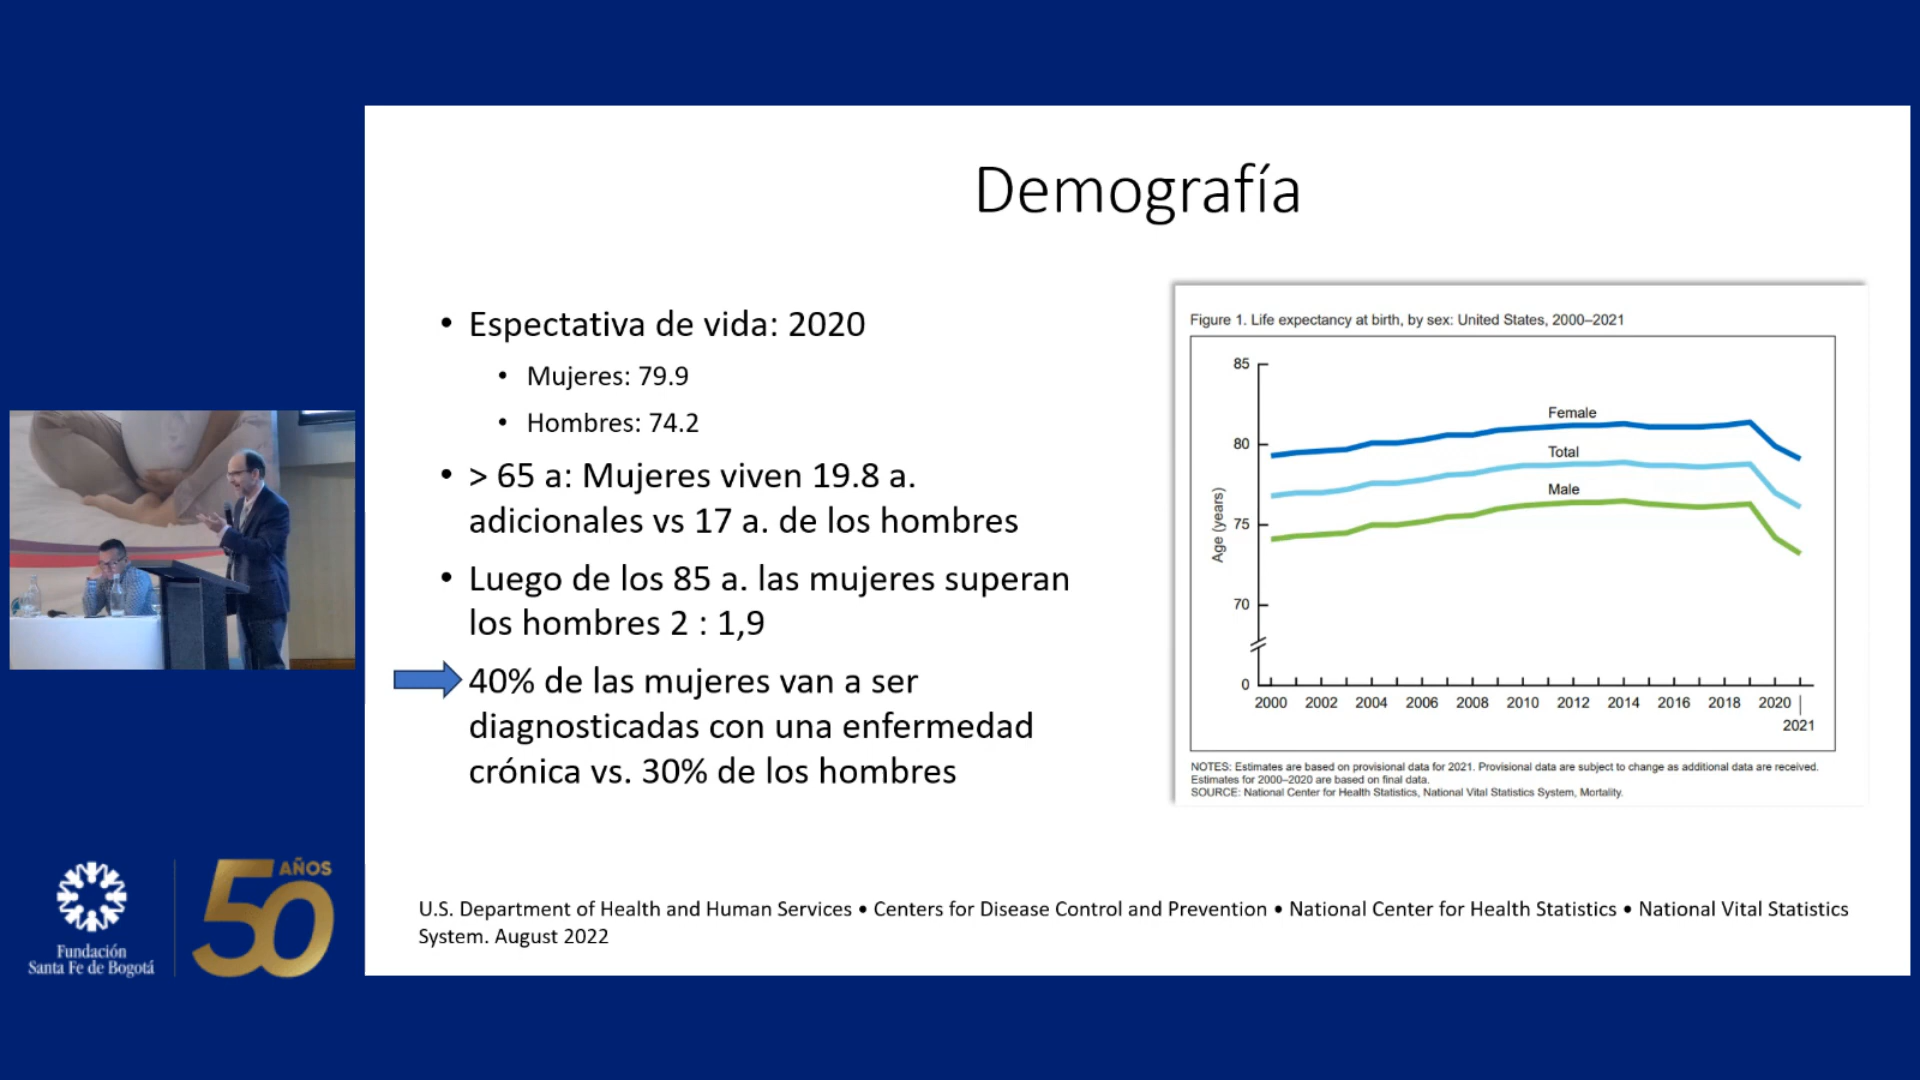 Demografía
• Espectativa de vida: 2020
• Mujeres: 79.9
• Hombres: 74.2
• > 65 a: Mujeres viven 19.8 a.
adicionales vs 17 a. de los hombres
• Luego de los 85 a. las mujeres superan
los hombres 2 : 1,9
40% de las mujeres van a ser
diagnosticadas con una enfermedad
crónica vs. 30% de los hombres
Figure 1. Life expectancy at birth, by sex: United States, 2000–2021
85
80
75
70
0
Age (years)
Female
Total
Male
2000 2002 2004 2006 2008 2010 2012 2014 2016 2018 2020
2021
NOTES: Estimates are based on provisional data for 2021. Provisional data are subject to change as additional data are received.
Estimates for 2000–2020 are based on final data.
SOURCE: National Center for Health Statistics, National Vital Statistics System, Mortality.
U.S. Department of Health and Human Services • Centers for Disease Control and Prevention • National Center for Health Statistics • National Vital Statistics
System. August 2022
Fundación
Santa Fe de Bogotá
50 AÑOS